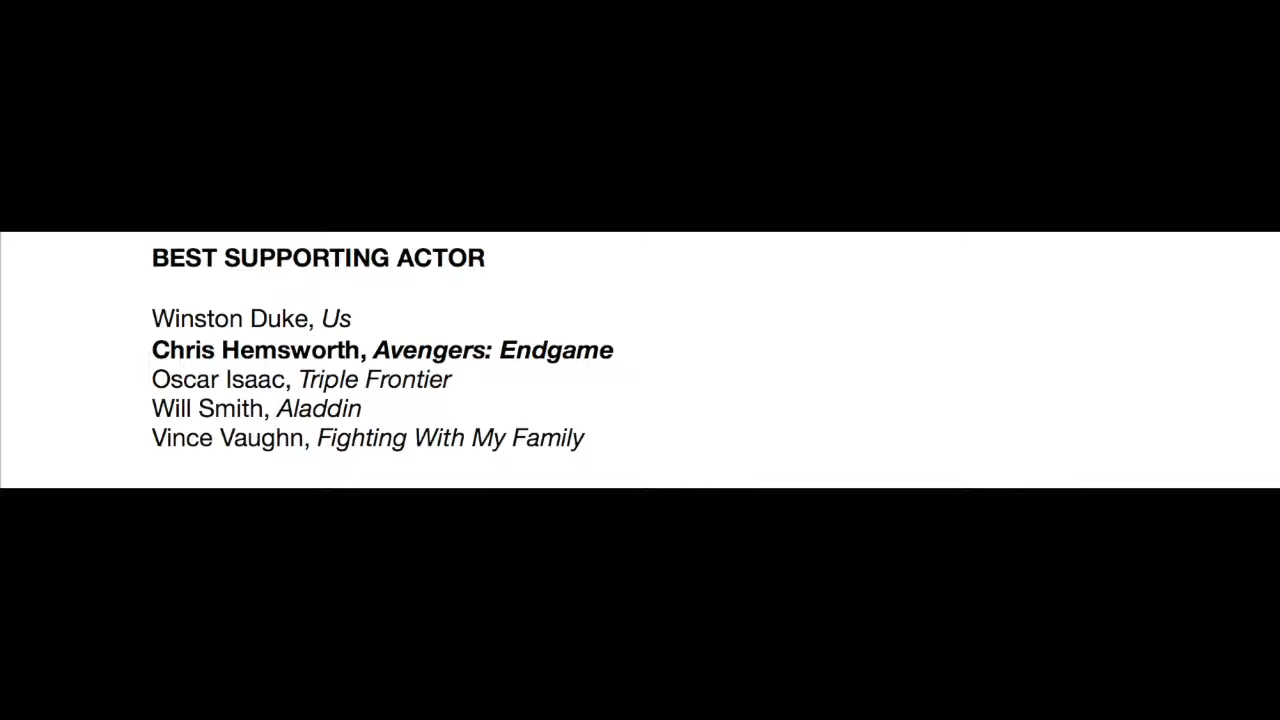 BEST SUPPORTING ACTOR
Winston Duke, Us
Chris Hemsworth, Avengers: Endgame
Oscar Isaac, Triple Frontier
Will Smith, Aladdin
Vince Vaughn, Fighting With My Family